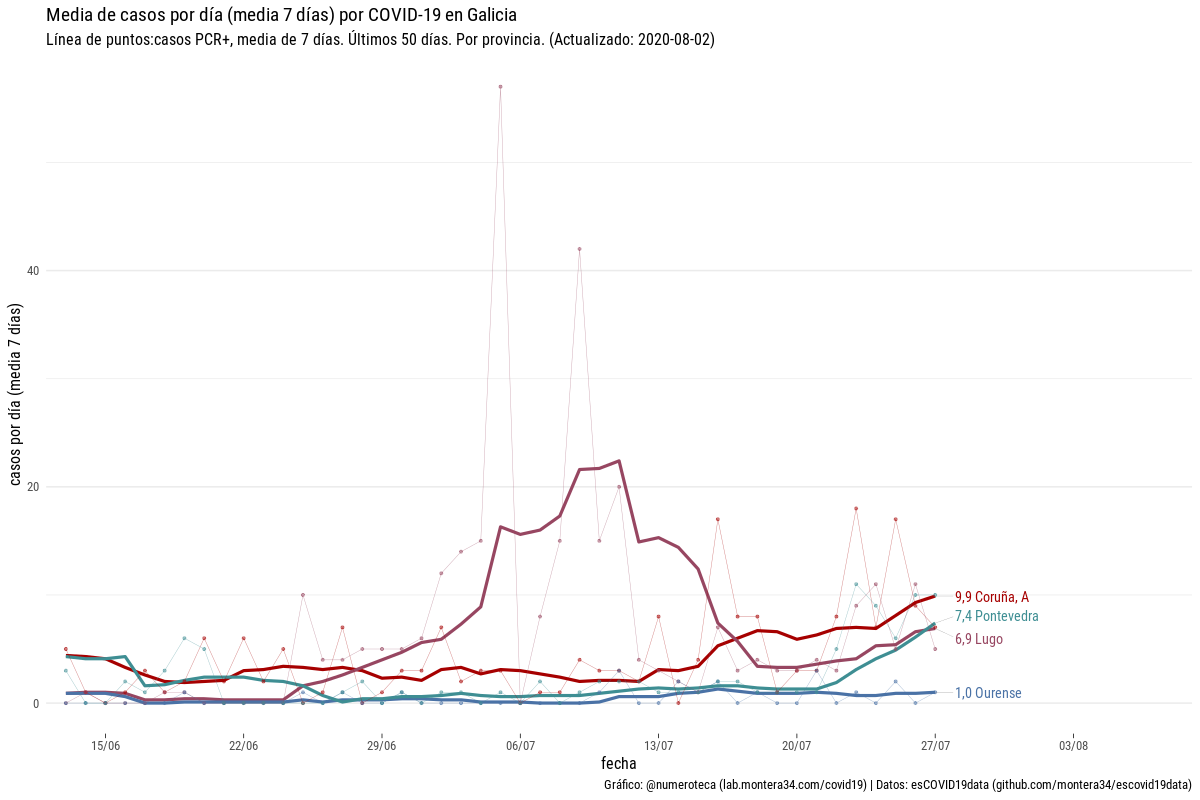 Media de casos por día (media 7 días) por COVID-19 en Galicia
Línea de puntos:casos PCR+, media de 7 días. Últimos 50 días. Por provincia. (Actualizado: 2020-08-02)
casos por día (media 7 días)
40
20
0
9,9 Coruña, A
7,4 Pontevedra
6,9 Lugo
1,0 Ourense
15/06
22/06
29/06
06/07
13/07
20/07
27/07
03/08
fecha
Gráfico: @numeroteca (lab.montera34.com/covid19) | Datos: esCOVID19data (github.com/montera34/escovid19data)